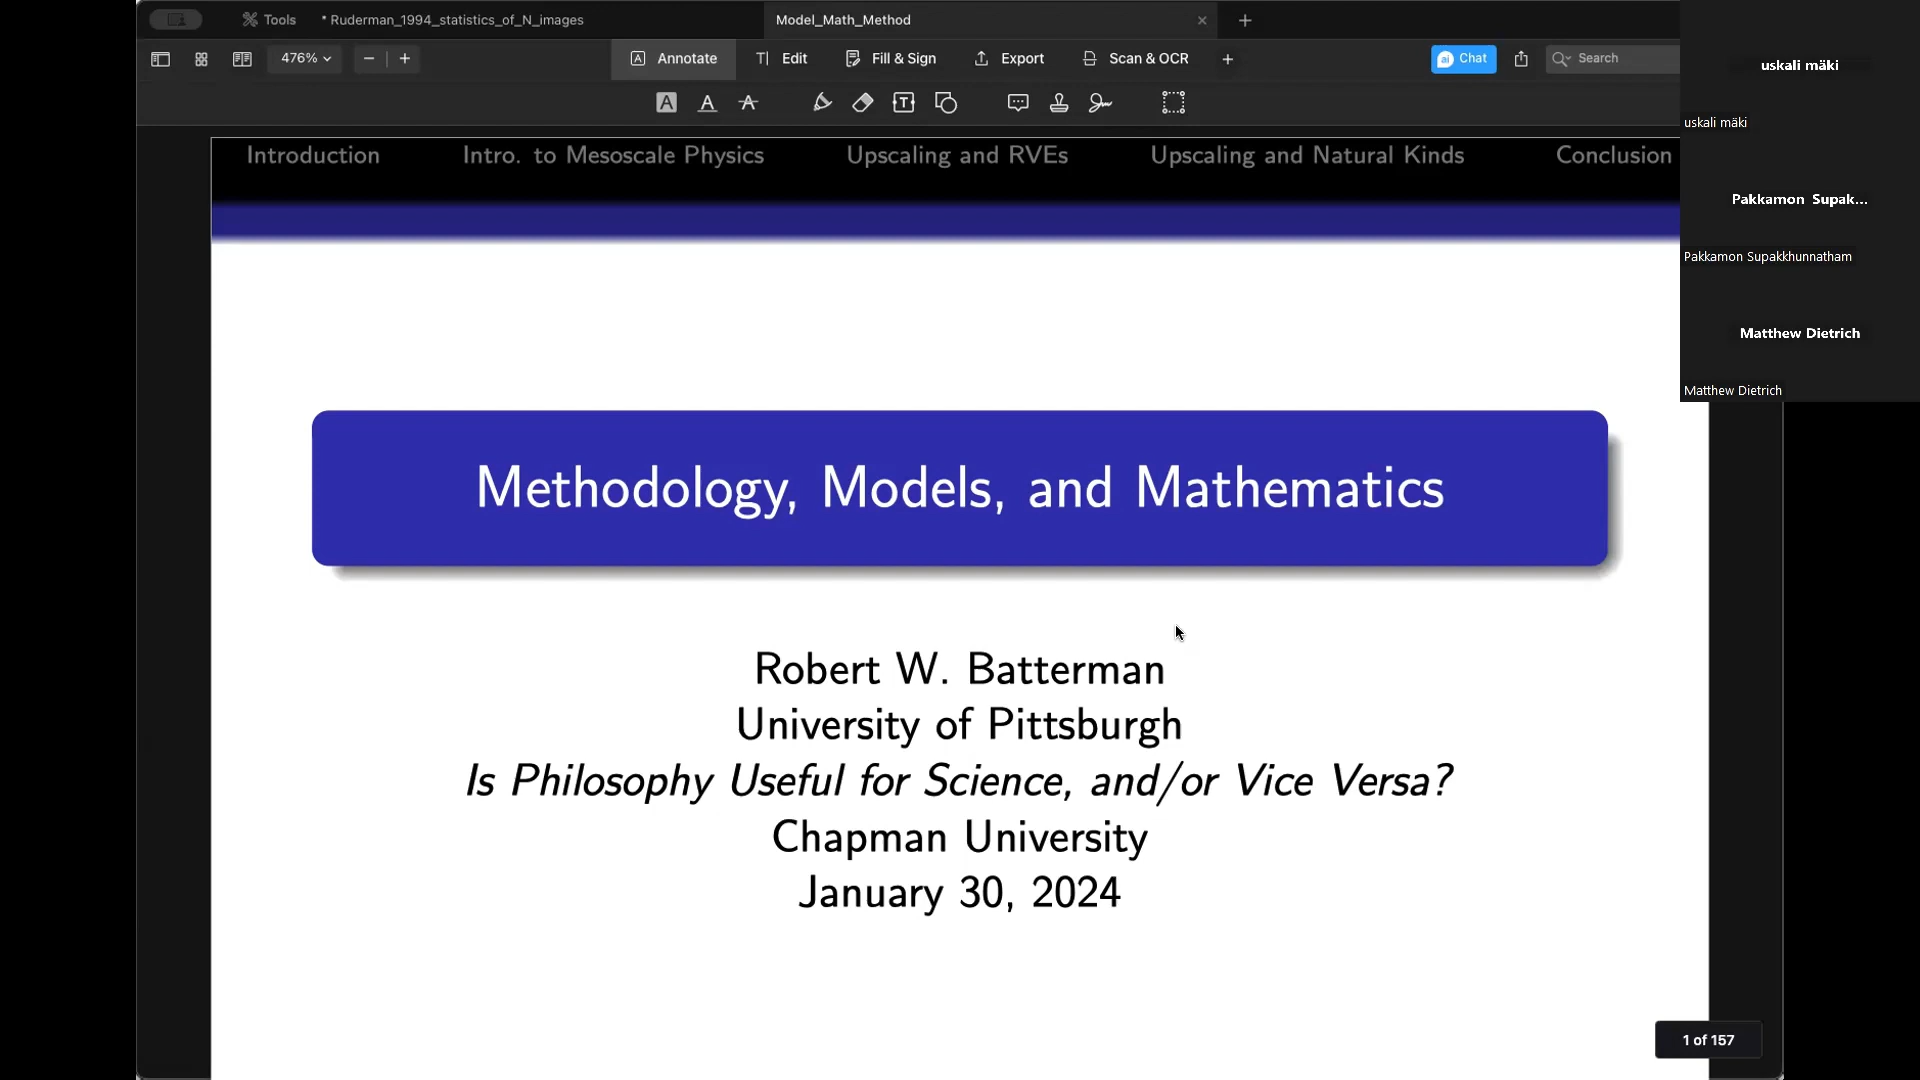 Tools
* Ruderman_1994_statistics_of_N_images
Model_Math_Method
476%
Annotate
Edit
Fill & Sign
Export
Scan & OCR
Chat
Search
uskali mäki
uskali mäki
Pakkamon Supak...
Pakkamon Supakkhunnatham
Matthew Dietrich
Matthew Dietrich
Introduction
Intro. to Mesoscale Physics
Upscaling and RVEs
Upscaling and Natural Kinds
Conclusion
Methodology, Models, and Mathematics
Robert W. Batterman
University of Pittsburgh
Is Philosophy Useful for Science, and/or Vice Versa?
Chapman University
January 30, 2024
1 of 157